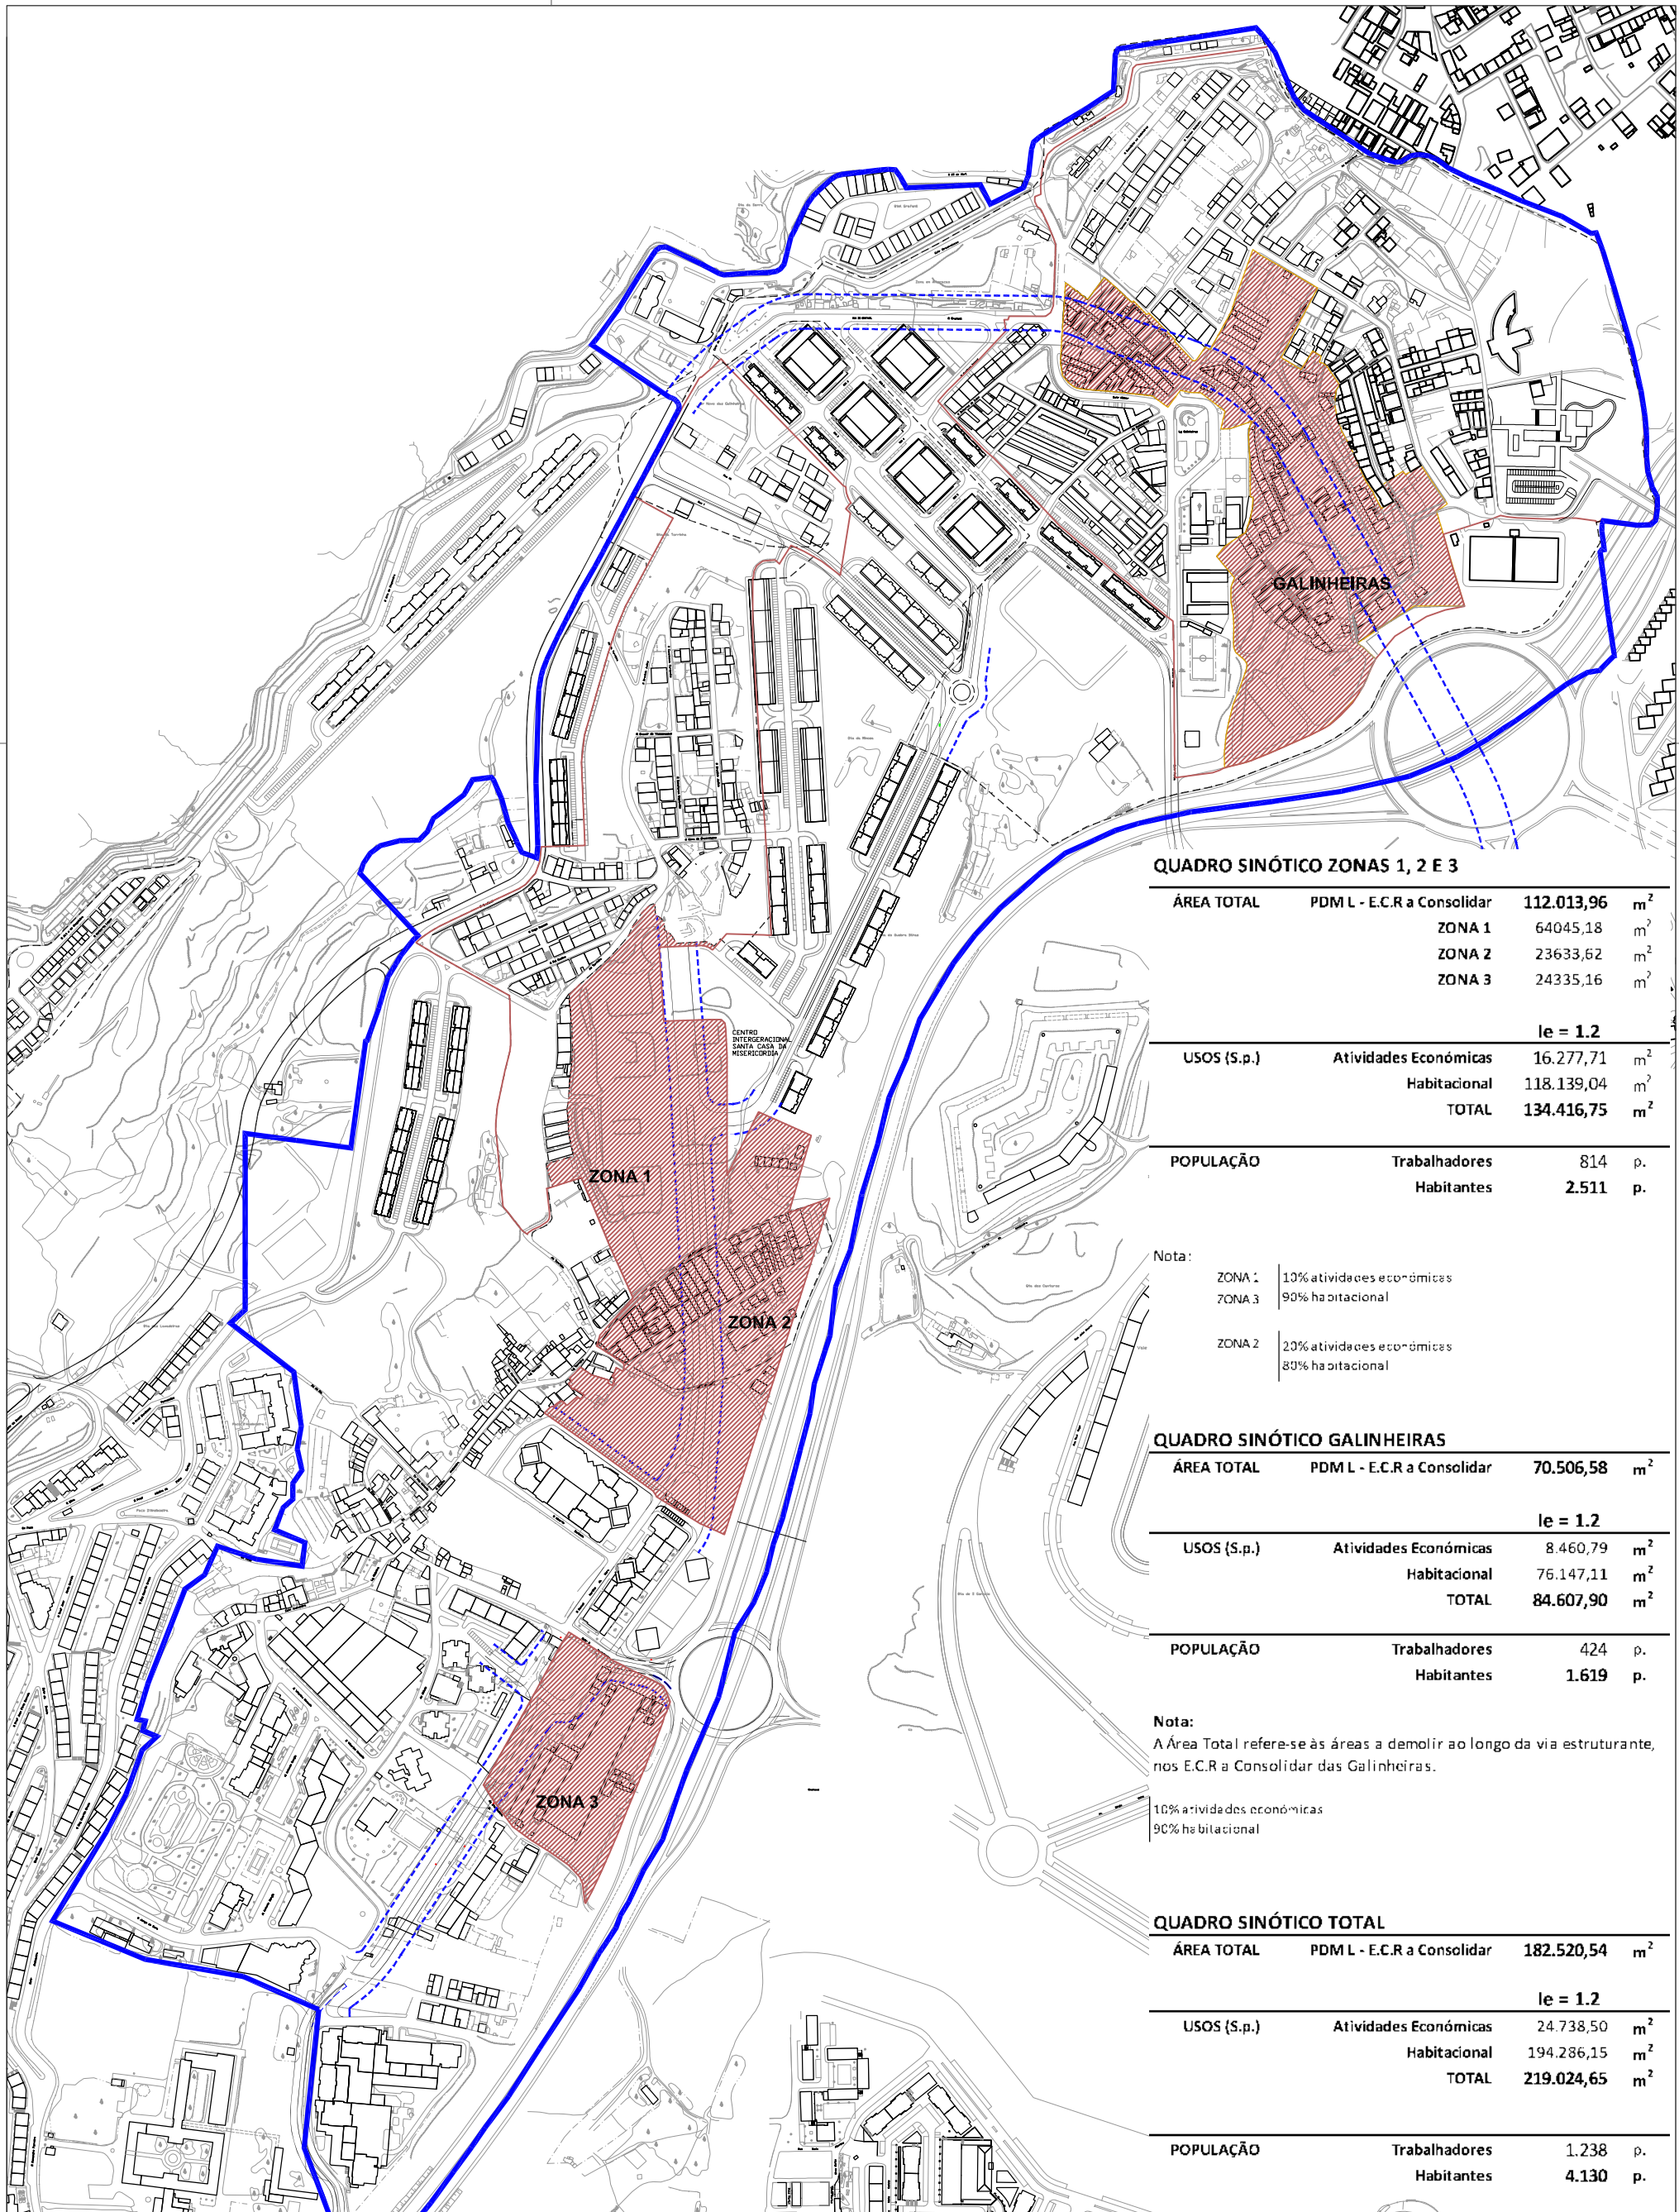 GALINHEIRAS
CENTRO
INTERGERACIONAL
SANTA CASA DA
MISERICORDIA
ZONA 1
ZONA 2
ZONA 3
QUADRO SINÓTICO ZONAS 1, 2 E 3
ÁREA TOTAL PDM L - E.C.R a Consolidar 112.013,96 m²
ZONA 1 64045,18 m²
ZONA 2 23633,62 m²
ZONA 3 24335,16 m²
Ie = 1.2
USOS (S.p.) Atividades Económicas 16.277,71 m²
Habitacional 118.139,04 m²
TOTAL 134.416,75 m²
POPULAÇÃO Trabalhadores 814 p.
Habitantes 2.511 p.
Nota:
ZONA 1 10% atividades económicas
ZONA 3 90% habitacional
ZONA 2 20% atividades económicas
80% habitacional
QUADRO SINÓTICO GALINHEIRAS
ÁREA TOTAL PDM L - E.C.R a Consolidar 70.506,58 m²
Ie = 1.2
USOS (S.p.) Atividades Económicas 8.460,79 m²
Habitacional 76.147,11 m²
TOTAL 84.607,90 m²
POPULAÇÃO Trabalhadores 424 p.
Habitantes 1.619 p.
Nota:
A Área Total refere-se às áreas a demolir ao longo da via estruturante,
nos E.C.R a Consolidar das Galinheiras.
10% atividades económicas
90% habitacional
QUADRO SINÓTICO TOTAL
ÁREA TOTAL PDM L - E.C.R a Consolidar 182.520,54 m²
Ie = 1.2
USOS (S.p.) Atividades Económicas 24.738,50 m²
Habitacional 194.286,15 m²
TOTAL 219.024,65 m²
POPULAÇÃO Trabalhadores 1.238 p.
Habitantes 4.130 p.